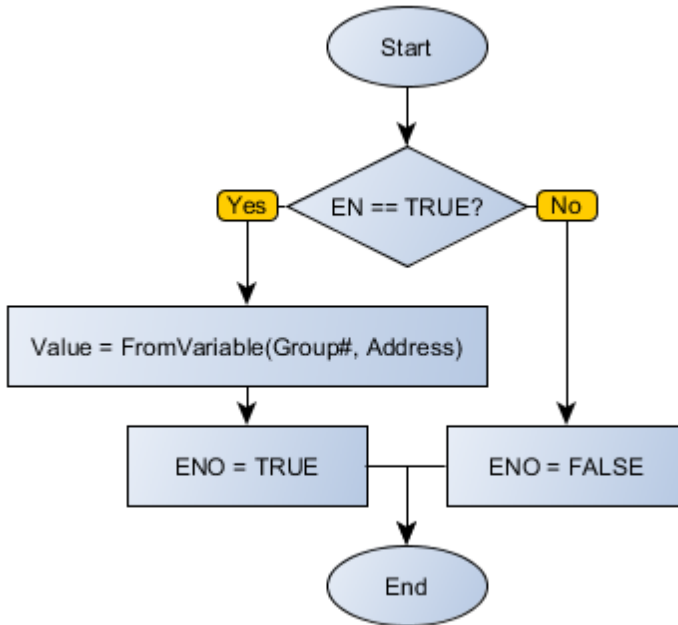 Start
EN == TRUE?
Yes
No
Value = FromVariable(Group#, Address)
ENO = TRUE
ENO = FALSE
End